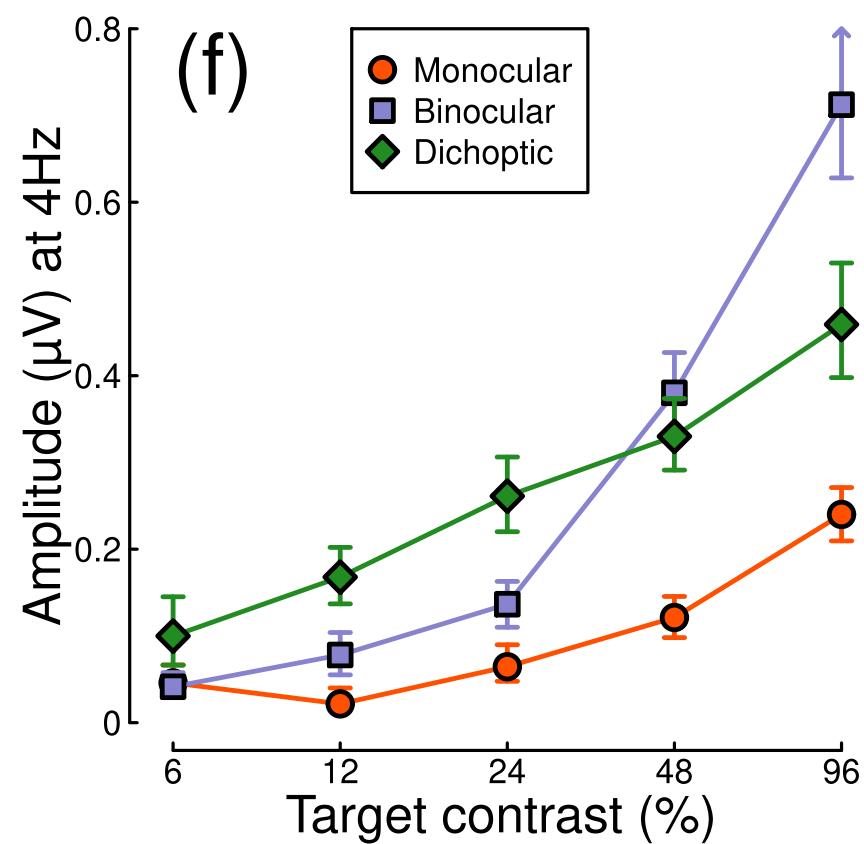 (f)
Monocular
Binocular
Dichoptic
Amplitude (µV) at 4Hz
0.8
0.6
0.4
0.2
0
6 12 24 48 96
Target contrast (%)